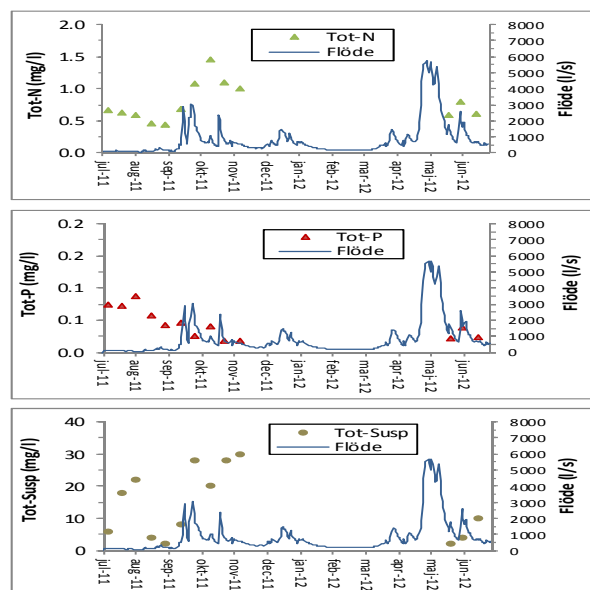 2.0
1.5
1.0
0.5
0.0
Tot-N (mg/l)
Tot-N
Flöde
8000
7000
6000
5000
4000
3000
2000
1000
0
Flöde (l/s)
jul-11
aug-11
sep-11
okt-11
nov-11
dec-11
jan-12
feb-12
mar-12
apr-12
maj-12
jun-12
0.2
0.2
0.1
0.1
0.0
Tot-P (mg/l)
Tot-P
Flöde
8000
7000
6000
5000
4000
3000
2000
1000
0
Flöde (l/s)
jul-11
aug-11
sep-11
okt-11
nov-11
dec-11
jan-12
feb-12
mar-12
apr-12
maj-12
jun-12
40
30
20
10
0
Tot-Susp (mg/l)
Tot-Susp
Flöde
8000
7000
6000
5000
4000
3000
2000
1000
0
Flöde (l/s)
jul-11
aug-11
sep-11
okt-11
nov-11
dec-11
jan-12
feb-12
mar-12
apr-12
maj-12
jun-12